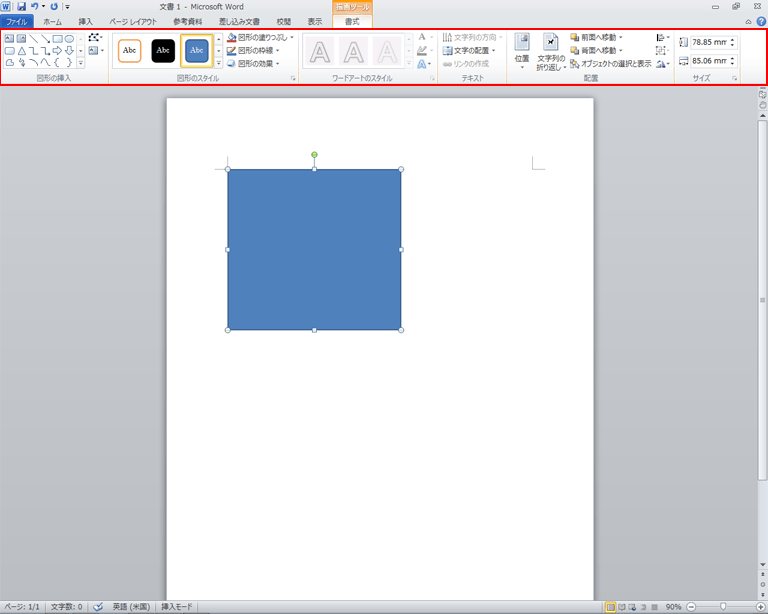 文書 1 - Microsoft Word
描画ツール
ファイル ホーム 挿入 ページ レイアウト 参考資料 差し込み文書 校閲 表示 書式
Abc Abc Abc
図形の塗りつぶし
図形の枠線
図形の効果
A A A
文字列の方向
文字の配置
リンクの作成
位置
文字列の
折り返し
前面へ移動
背面へ移動
オブジェクトの選択と表示
78.85 mm
85.06 mm
図形の挿入 図形のスタイル ワードアートのスタイル テキスト 配置 サイズ
ページ: 1/1 文字数: 0 英語 (米国) 挿入モード 90%